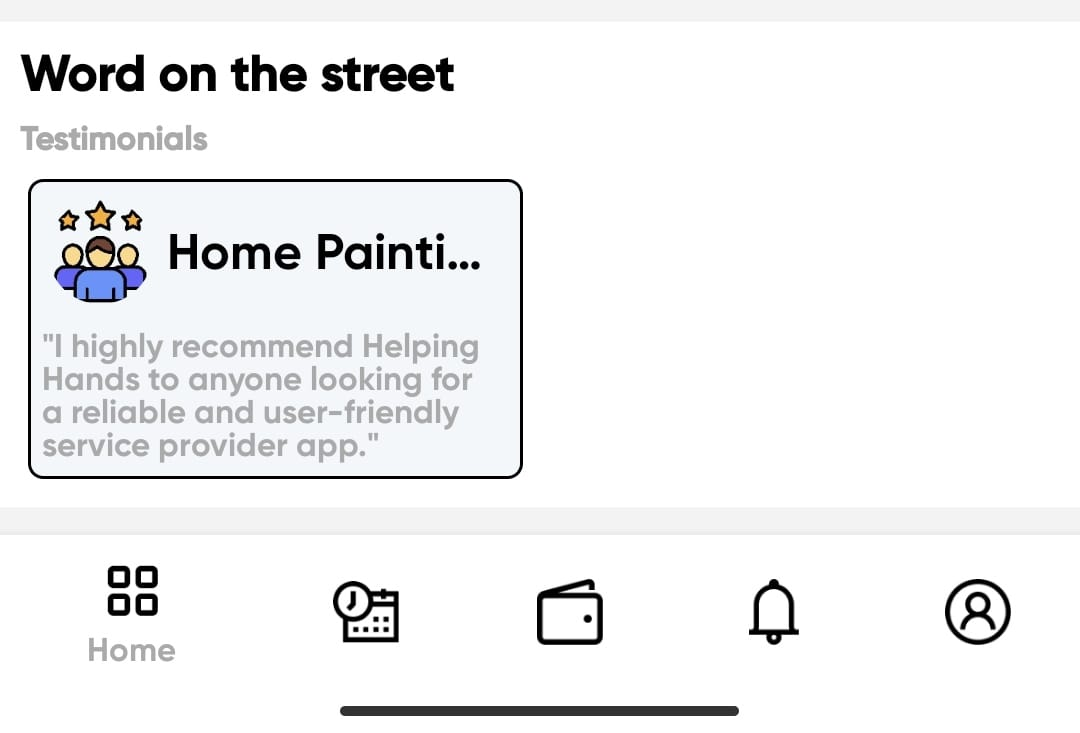 Word on the street
Testimonials
Home Painti...
"I highly recommend Helping
Hands to anyone looking for
a reliable and user-friendly
service provider app."
Home